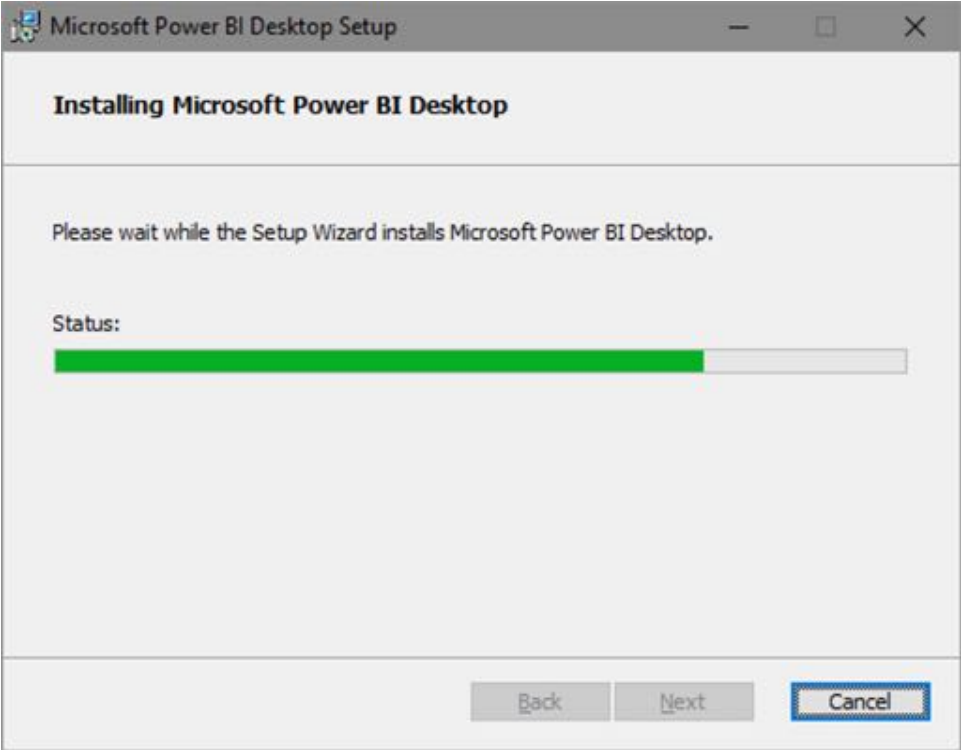 Microsoft Power BI Desktop Setup
Installing Microsoft Power BI Desktop
Please wait while the Setup Wizard installs Microsoft Power BI Desktop.
Status:
Back Next Cancel